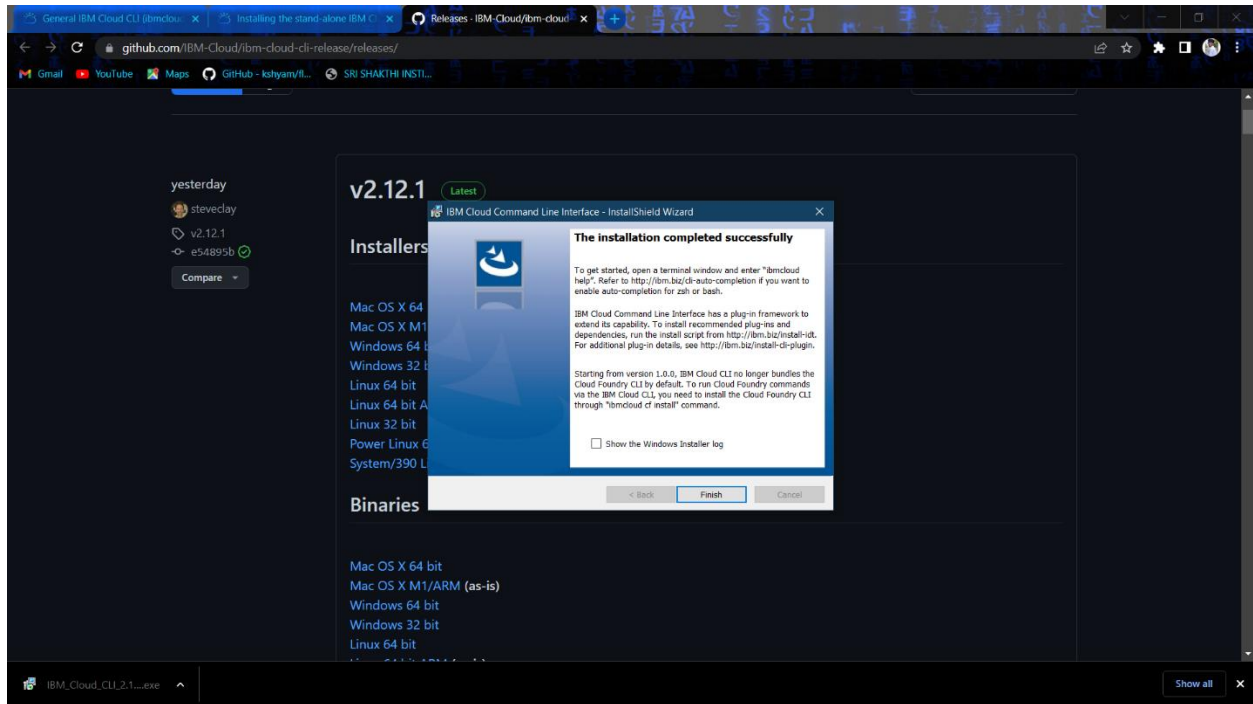 General IBM Cloud CLI (ibmclou
Installing the stand-alone IBM C
Releases · IBM-Cloud/ibm-cloud
github.com/IBM-Cloud/ibm-cloud-cli-release/releases/
Gmail
YouTube
Maps
GitHub - kshyam/fl...
SRI SHAKTHI INSTI...
yesterday
steveclay
v2.12.1
e54895b
Compare
v2.12.1
Latest
Installers
Mac OS X 64
Mac OS X M1
Windows 64 b
Windows 32 b
Linux 64 bit
Linux 64 bit A
Linux 32 bit
Power Linux 6
System/390 L
IBM Cloud Command Line Interface - InstallShield Wizard
The installation completed successfully
To get started, open a terminal window and enter "ibmcloud
help". Refer to http://ibm.biz/cli-auto-completion if you want to
enable auto-completion for zsh or bash.
IBM Cloud Command Line Interface has a plug-in framework to
extend its capability. To install recommended plug-ins and
dependencies, run the install script from http://ibm.biz/install-idt.
For additional plug-in details, see http://ibm.biz/install-cli-plugin.
Starting from version 1.0.0, IBM Cloud CLI no longer bundles the
Cloud Foundry CLI by default. To run Cloud Foundry commands
via the IBM Cloud CLI, you need to install the Cloud Foundry CLI
through "ibmcloud cf install" command.
Show the Windows Installer log
< Back
Finish
Cancel
Binaries
Mac OS X 64 bit
Mac OS X M1/ARM (as-is)
Windows 64 bit
Windows 32 bit
Linux 64 bit
IBM_Cloud_CLI_2.1....exe
Show all